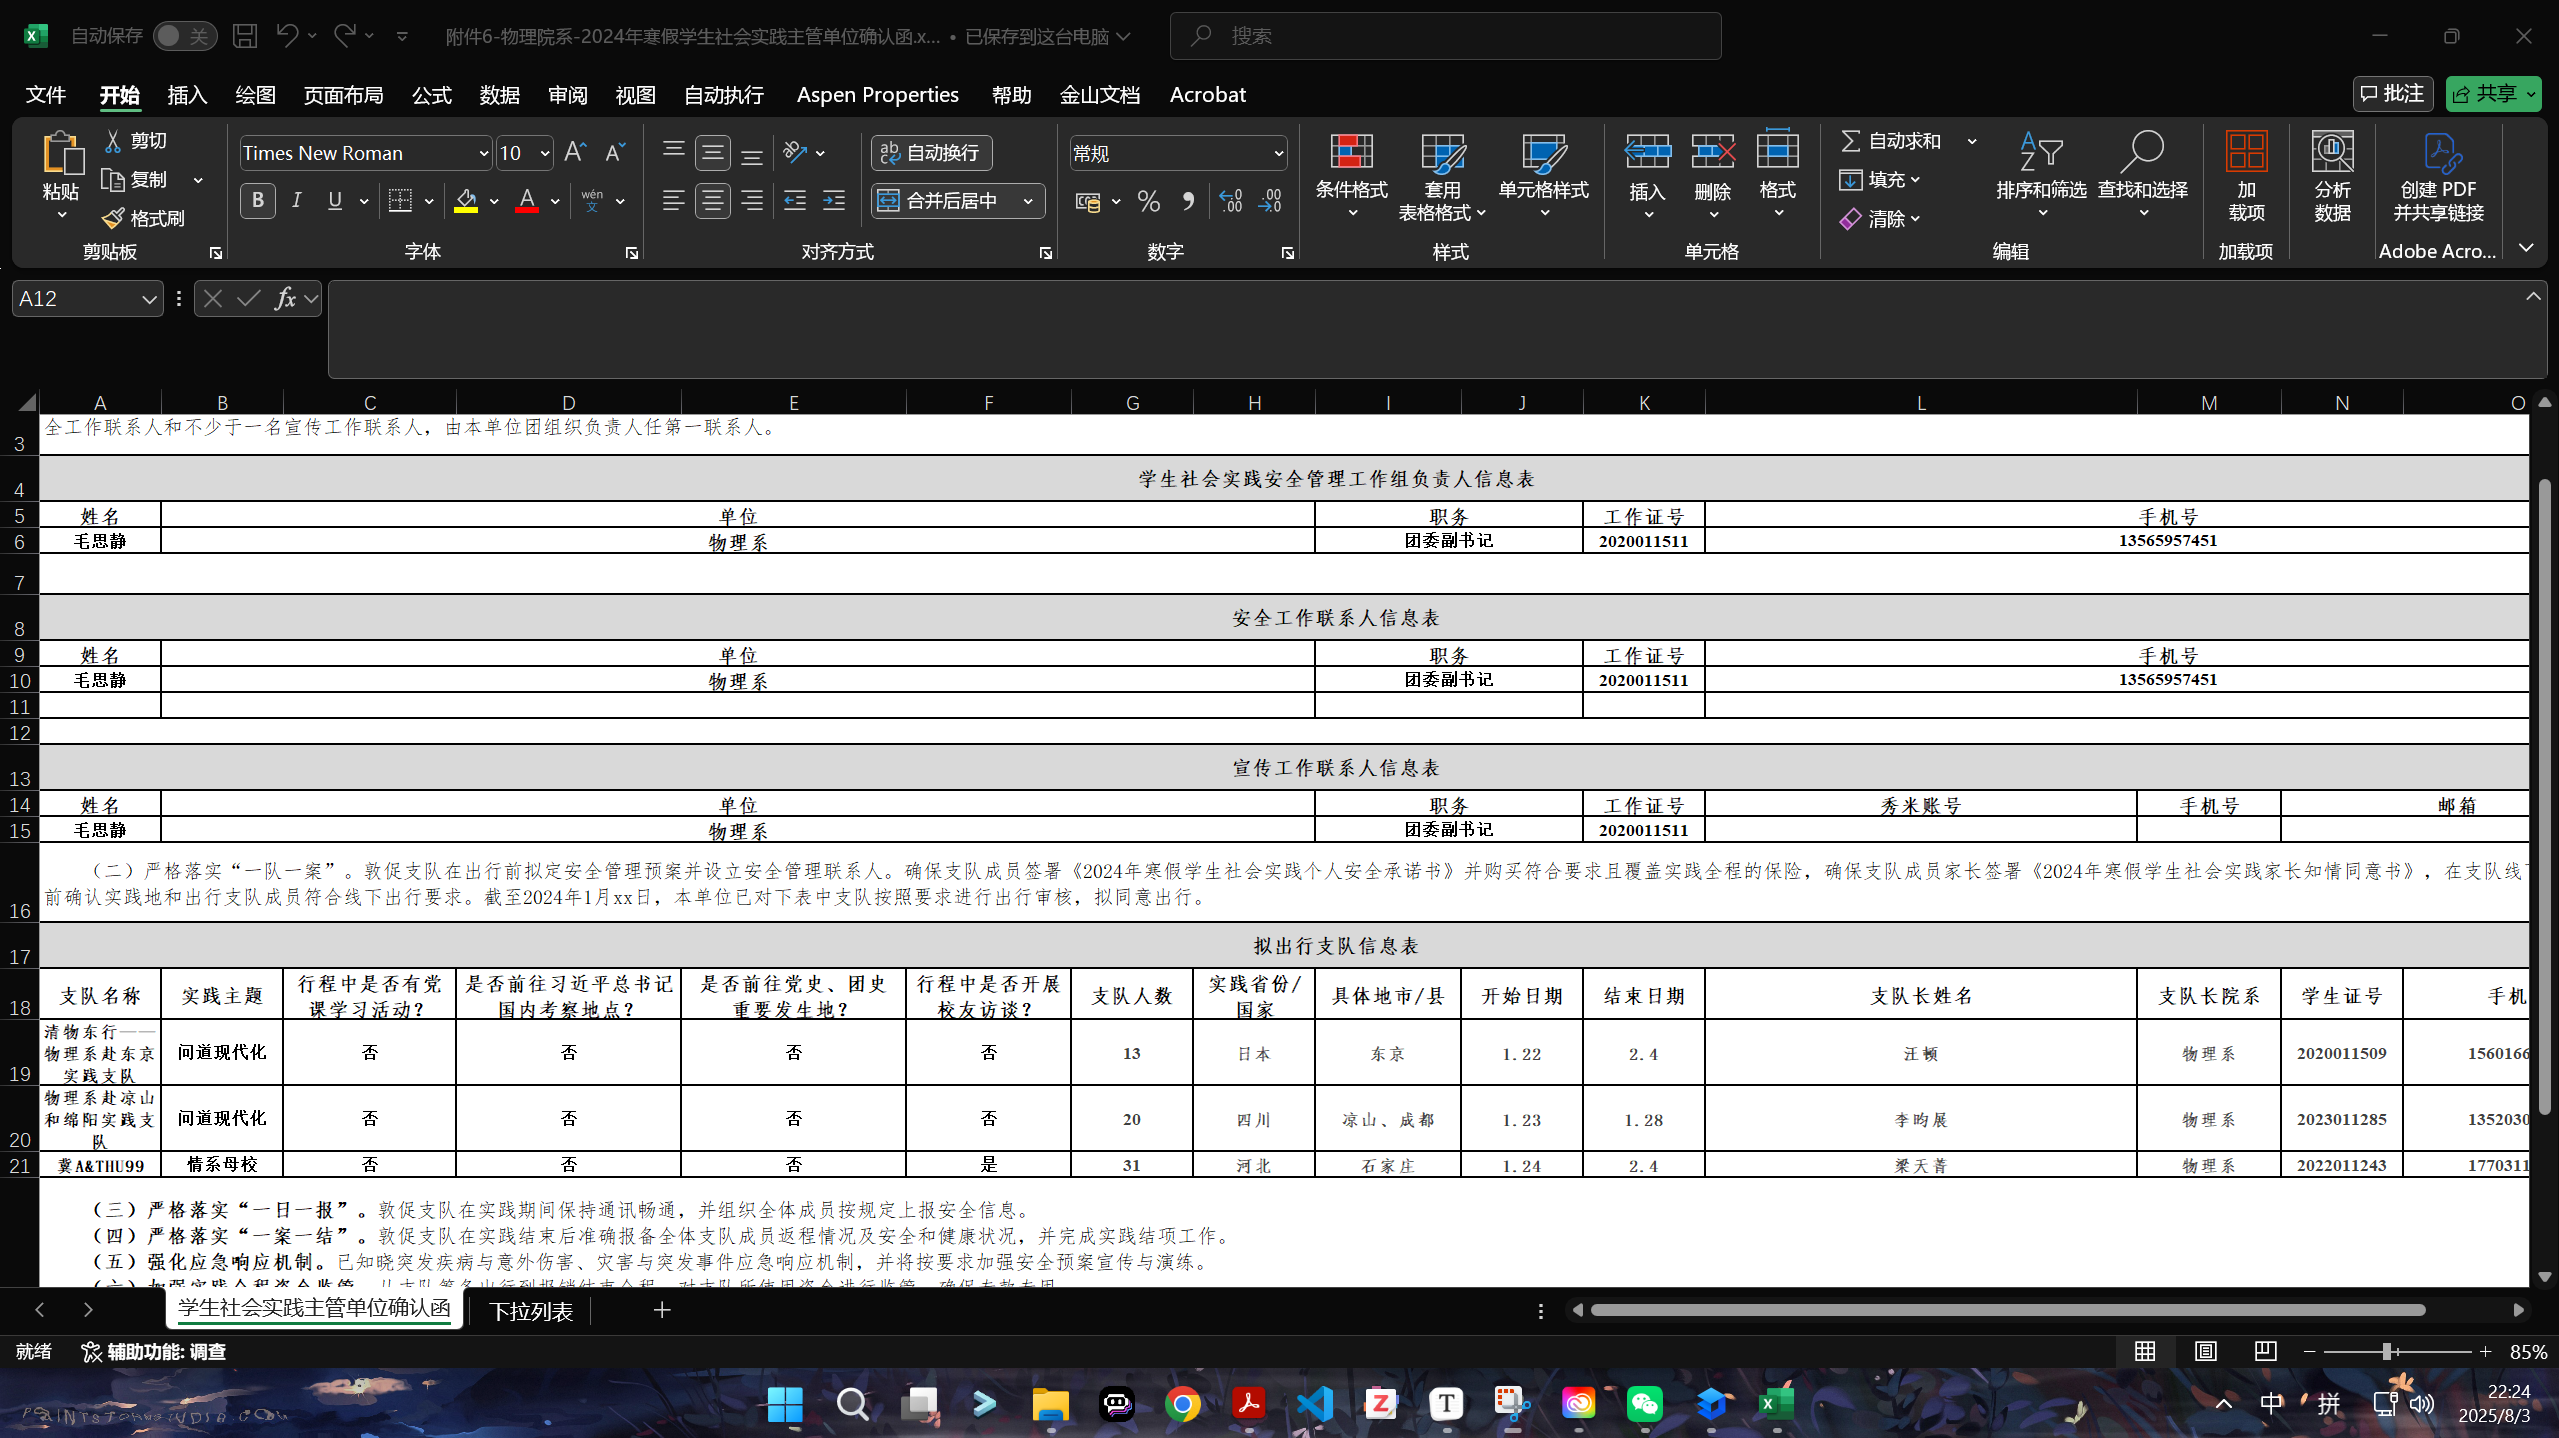 自动保存 关 附件6-物理院系-2024年寒假学生社会实践主管单位确认函.x... • 已保存到这台电脑 搜索
文件 开始 插入 绘图 页面布局 公式 数据 审阅 视图 自动执行 Aspen Properties 帮助 金山文档 Acrobat 批注 共享
粘贴 剪切 复制 格式刷 剪贴板
Times New Roman 10 B I U A wén 文 字体
自动换行 合并后居中 对齐方式
常规 % 数字
条件格式 套用 表格格式 单元格样式 样式
插入 删除 格式 单元格
自动求和 填充 清除 排序和筛选 查找和选择 编辑
加 载项 加载项
分析 数据
创建 PDF 并共享链接 Adobe Acro...
A12 fx
A B C D E F G H I J K L M N O
3 全工作联系人和不少于一名宣传工作联系人，由本单位团组织负责人任第一联系人。
4 学生社会实践安全管理工作组负责人信息表
5 姓名 单位 职务 工作证号 手机号
6 毛思静 物理系 团委副书记 2020011511 13565957451
7
8 安全工作联系人信息表
9 姓名 单位 职务 工作证号 手机号
10 毛思静 物理系 团委副书记 2020011511 13565957451
11
12
13 宣传工作联系人信息表
14 姓名 单位 职务 工作证号 秀米账号 手机号 邮箱
15 毛思静 物理系 团委副书记 2020011511
（二）严格落实“一队一案”。敦促支队在出行前拟定安全管理预案并设立安全管理联系人。确保支队成员签署《2024年寒假学生社会实践个人安全承诺书》并购买符合要求且覆盖实践全程的保险，确保支队成员家长签署《2024年寒假学生社会实践家长知情同意书》，在支队线
16 前确认实践地和出行支队成员符合线下出行要求。截至2024年1月xx日，本单位已对下表中支队按照要求进行出行审核，拟同意出行。
17 拟出行支队信息表
18 支队名称 实践主题 行程中是否有党课学习活动？ 是否前往习近平总书记国内考察地点？ 是否前往党史、团史重要发生地？ 行程中是否开展校友访谈？ 支队人数 实践省份/国家 具体地市/县 开始日期 结束日期 支队长姓名 支队长院系 学生证号 手机
19 清物东行——物理系赴东京实践支队 问道现代化 否 否 否 否 13 日本 东京 1.22 2.4 汪顿 物理系 2020011509 1560166
20 物理系赴凉山和绵阳实践支队 问道现代化 否 否 否 否 20 四川 凉山、成都 1.23 1.28 李昀展 物理系 2023011285 1352030
21 冀A&THU99 情系母校 否 否 否 是 31 河北 石家庄 1.24 2.4 梁天菁 物理系 2022011243 1770311
（三）严格落实“一日一报”。敦促支队在实践期间保持通讯畅通，并组织全体成员按规定上报安全信息。
（四）严格落实“一案一结”。敦促支队在实践结束后准确报备全体支队成员返程情况及安全和健康状况，并完成实践结项工作。
（五）强化应急响应机制。已知晓突发疾病与意外伤害、灾害与突发事件应急响应机制，并将按要求加强安全预案宣传与演练。
学生社会实践主管单位确认函 下拉列表
就绪 辅助功能: 调查 85%
中 拼 22:24
2025/8/3